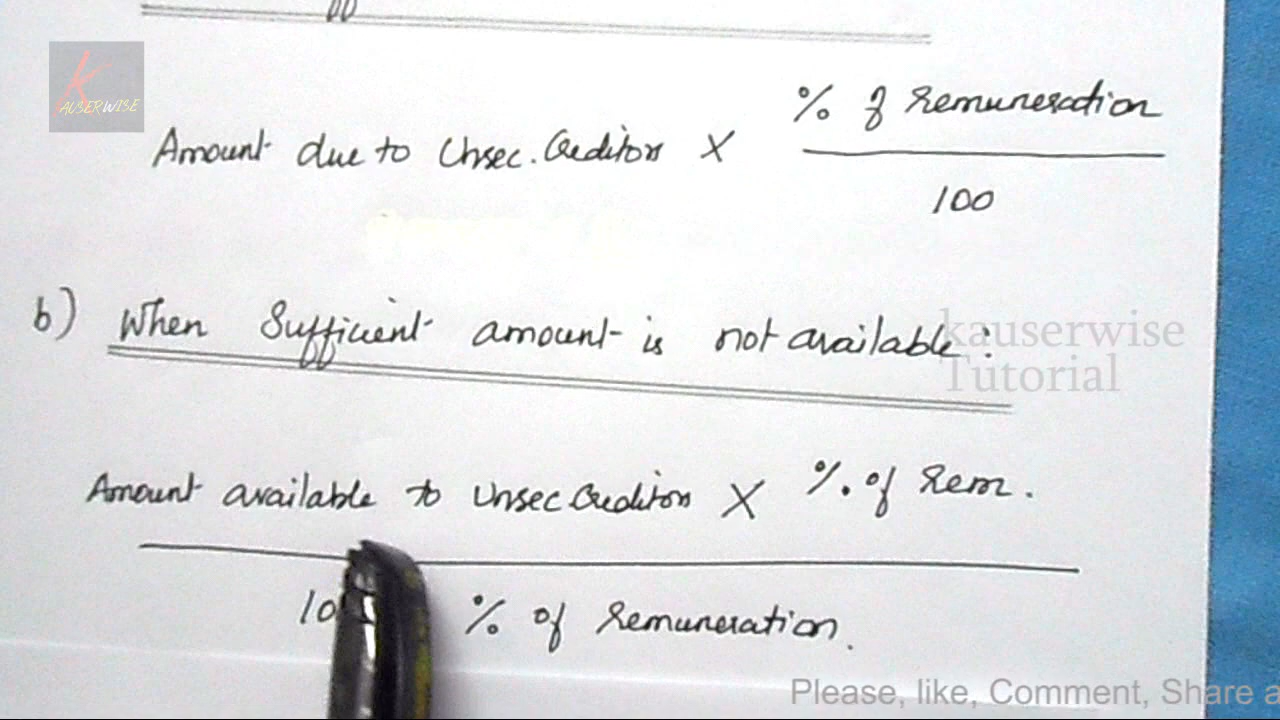 K
AUSERWISE
% of Remuneration
Amount due to Unsec. Creditors X
100
b) When Sufficient amount is not available:
kauserwise
Tutorial
Amount available to Unsec Creditors X % of Rem.
% of Remuneration.
Please, like, Comment, Share a